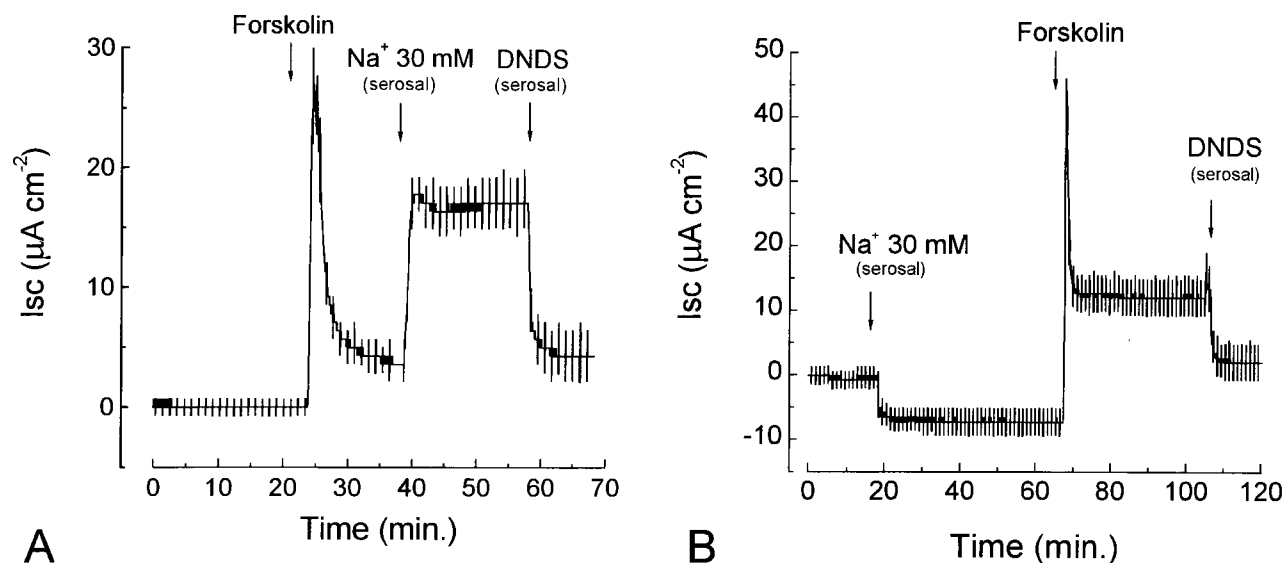 Forskolin
Na⁺ 30 mM
(serosal)
DNDS
(serosal)
Isc (µA cm⁻²)
30
20
10
0
0 10 20 30 40 50 60 70
Time (min.)
A
Forskolin
DNDS
(serosal)
Na⁺ 30 mM
(serosal)
Isc (µA cm⁻²)
50
40
30
20
10
0
-10
0 20 40 60 80 100 120
Time (min.)
B